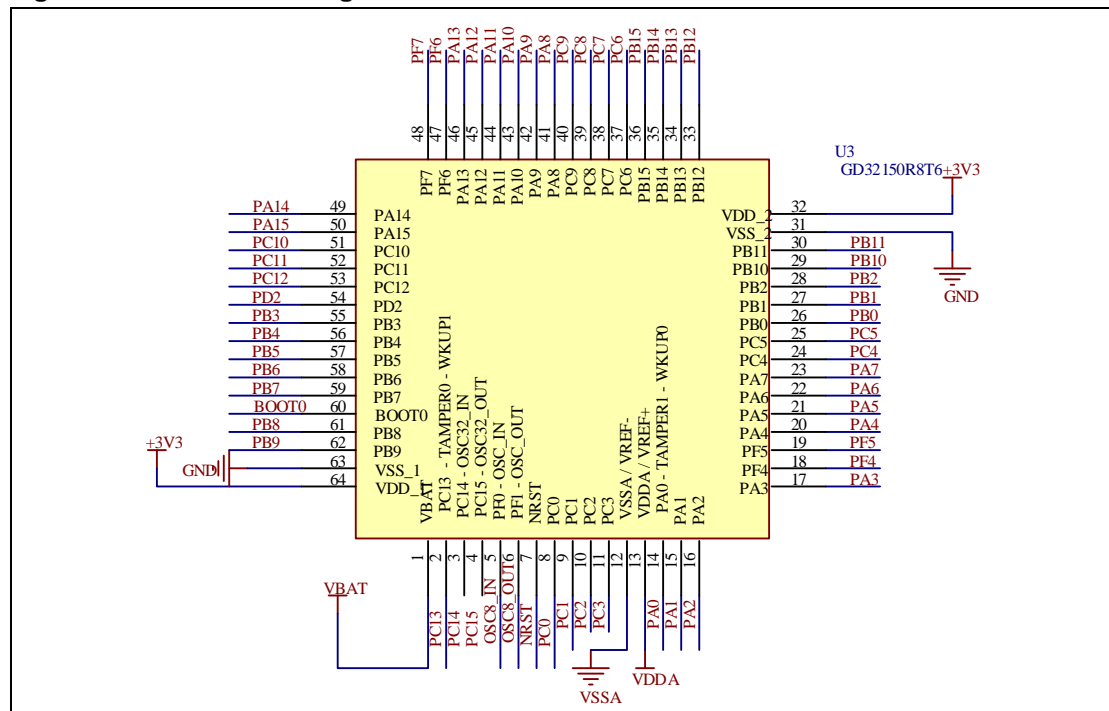 PF7 PF6 PA13 PA12 PA11 PA10 PA9 PA8 PC9 PC8 PC7 PC6 PB15 PB14 PB13 PB12
48 47 46 45 44 43 42 41 40 39 38 37 36 35 34 33
U3
GD32150R8T6
+3V3
PF7 PF6 PA13 PA12 PA11 PA10 PA9 PA8 PC9 PC8 PC7 PC6 PB15 PB14 PB13 PB12
PA14 49 PA14
PA15 50 PA15
PC10 51 PC10
PC11 52 PC11
PC12 53 PC12
PD2 54 PD2
PB3 55 PB3
PB4 56 PB4
PB5 57 PB5
PB6 58 PB6
PB7 59 PB7
BOOT0 60 BOOT0
PB8 61 PB8
PB9 62 PB9
+3V3
GND 63 VSS_1
64 VDD_1
VDD_2 32
VSS_2 31
PB11 30 PB11
PB10 29 PB10
GND
PB2 28 PB2
PB1 27 PB1
PB0 26 PB0
PC5 25 PC5
PC4 24 PC4
PA7 23 PA7
PA6 22 PA6
PA5 21 PA5
PA4 20 PA4
PF5 19 PF5
PF4 18 PF4
PA3 17 PA3
VBAT
PC13 - TAMPER0 - WKUP1
PC14 - OSC32_IN
PC15 - OSC32_OUT
PF0 - OSC_IN
PF1 - OSC_OUT
NRST
PC0
PC1
PC2
PC3
VSSA / VREF-
VDDA / VREF+
PA0 - TAMPER1 - WKUP0
PA1
PA2
1 2 3 4 5 6 7 8 9 10 11 12 13 14 15 16
VBAT
PC13 PC14 PC15 OSC8_IN OSC8_OUT NRST PC0 PC1 PC2 PC3 PA0 PA1 PA2
VSSA
VDDA